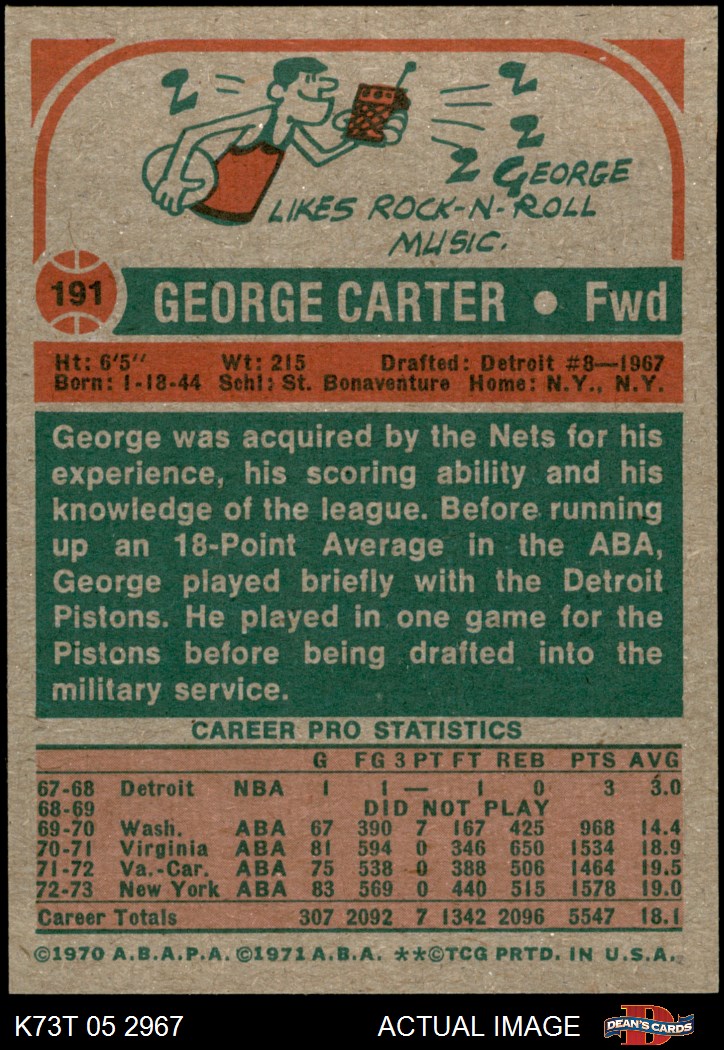 Z Z
Z
Z GEORGE
LIKES ROCK-N-ROLL
MUSIC.
191 GEORGE CARTER • Fwd
Ht: 6'5" Wt: 215 Drafted: Detroit #8—1967
Born: 1-18-44 Schl: St. Bonaventure Home: N.Y., N.Y.
George was acquired by the Nets for his
experience, his scoring ability and his
knowledge of the league. Before running
up an 18-Point Average in the ABA,
George played briefly with the Detroit
Pistons. He played in one game for the
Pistons before being drafted into the
military service.
CAREER PRO STATISTICS
G FG 3 PT FT REB PTS AVG
67-68 Detroit NBA 1 1 — 1 0 3 3.0
68-69 DID NOT PLAY
69-70 Wash. ABA 67 390 7 167 425 968 14.4
70-71 Virginia ABA 81 594 0 346 650 1534 18.9
71-72 Va.-Car. ABA 75 538 0 388 506 1464 19.5
72-73 New York ABA 83 569 0 440 515 1578 19.0
Career Totals 307 2092 7 1342 2096 5547 18.1
©1970 A.B.A.P.A. ©1971 A.B.A. **©TCG PRTD. IN U.S.A.
K73T 05 2967 ACTUAL IMAGE D DEAN'S CARDS